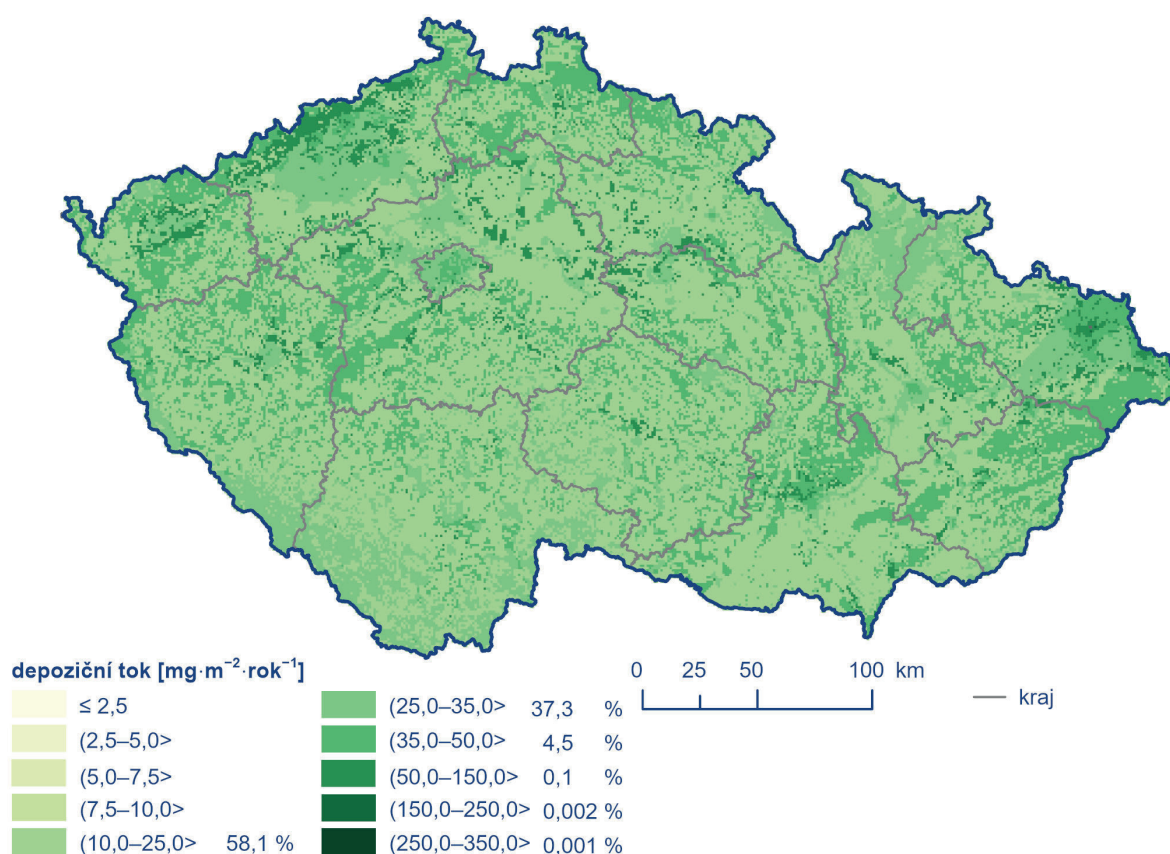 depoziční tok [mg·m⁻²·rok⁻¹]
≤ 2,5
(2,5–5,0>
(5,0–7,5>
(7,5–10,0>
(10,0–25,0> 58,1 %
(25,0–35,0> 37,3 %
(35,0–50,0> 4,5 %
(50,0–150,0> 0,1 %
(150,0–250,0> 0,002 %
(250,0–350,0> 0,001 %
0 25 50 100 km
kraj